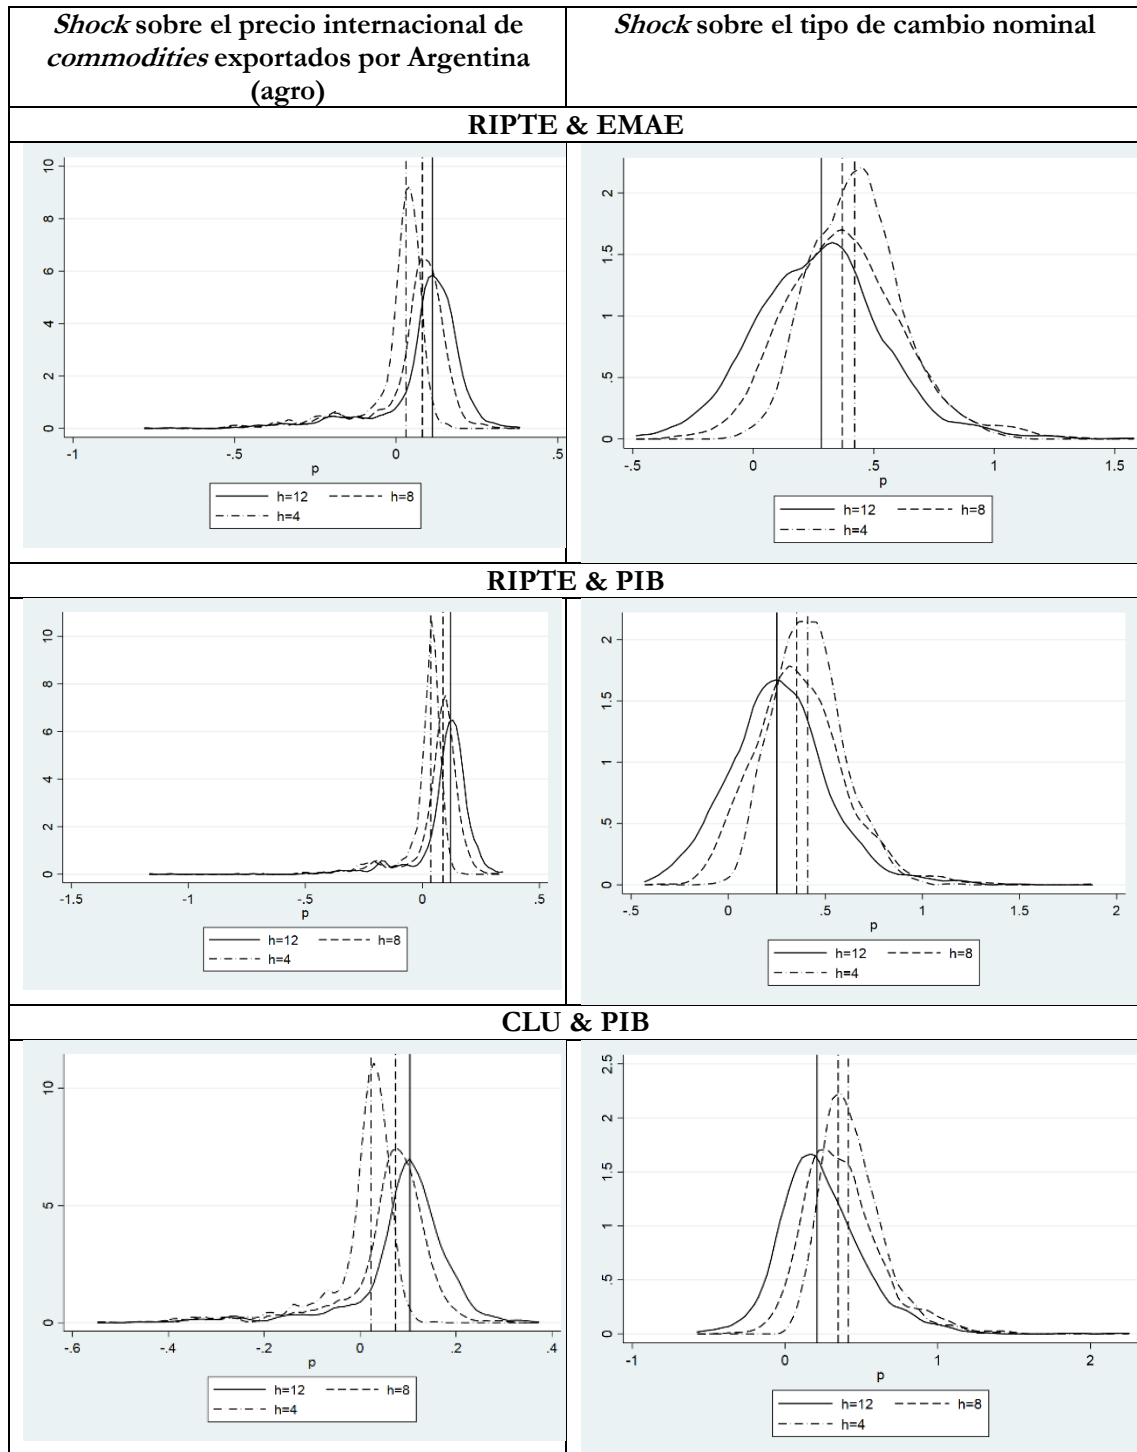 Shock sobre el precio internacional de
commodities exportados por Argentina
(agro)
Shock sobre el tipo de cambio nominal
RIPTE & EMAE
10
8
6
4
2
0
-1
-.5
0
.5
p
h=12
h=8
h=4
2
1.5
1
.5
0
-.5
0
.5
1
1.5
p
h=12
h=8
h=4
RIPTE & PIB
10
8
6
4
2
0
-1.5
-1
-.5
0
.5
p
h=12
h=8
h=4
2
1.5
1
.5
0
-.5
0
.5
1
1.5
2
p
h=12
h=8
h=4
CLU & PIB
10
5
0
-.6
-.4
-.2
0
.2
.4
p
h=12
h=8
h=4
2.5
2
1.5
1
.5
0
-1
0
1
2
p
h=12
h=8
h=4